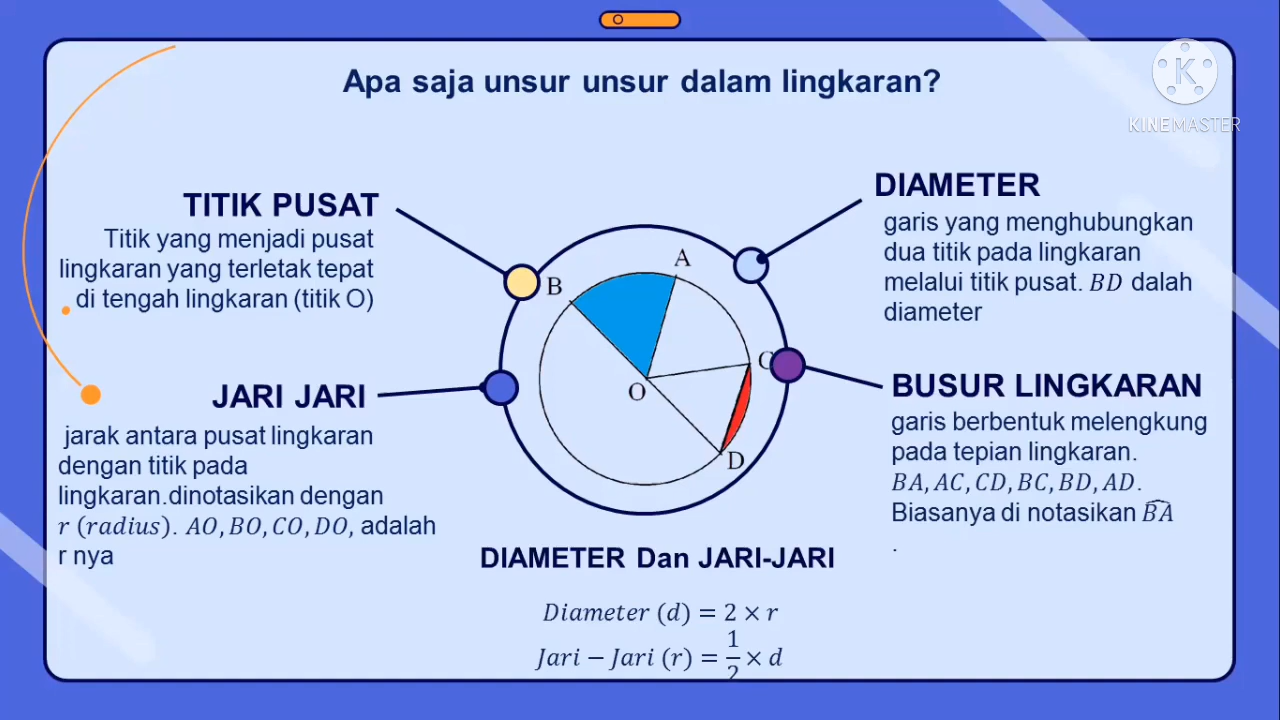 Apa saja unsur unsur dalam lingkaran?
KINEMASTER
TITIK PUSAT
Titik yang menjadi pusat
lingkaran yang terletak tepat
di tengah lingkaran (titik O)
DIAMETER
garis yang menghubungkan
dua titik pada lingkaran
melalui titik pusat. BD dalah
diameter
JARI JARI
jarak antara pusat lingkaran
dengan titik pada
lingkaran.dinotasikan dengan
r (radius). AO, BO, CO, DO, adalah
r nya
BUSUR LINGKARAN
garis berbentuk melengkung
pada tepian lingkaran.
BA, AC, CD, BC, BD, AD.
Biasanya di notasikan B͡A
.
A
B
C
O
D
DIAMETER Dan JARI-JARI
Diameter (d) = 2 × r
Jari − Jari (r) = 1/2 × d